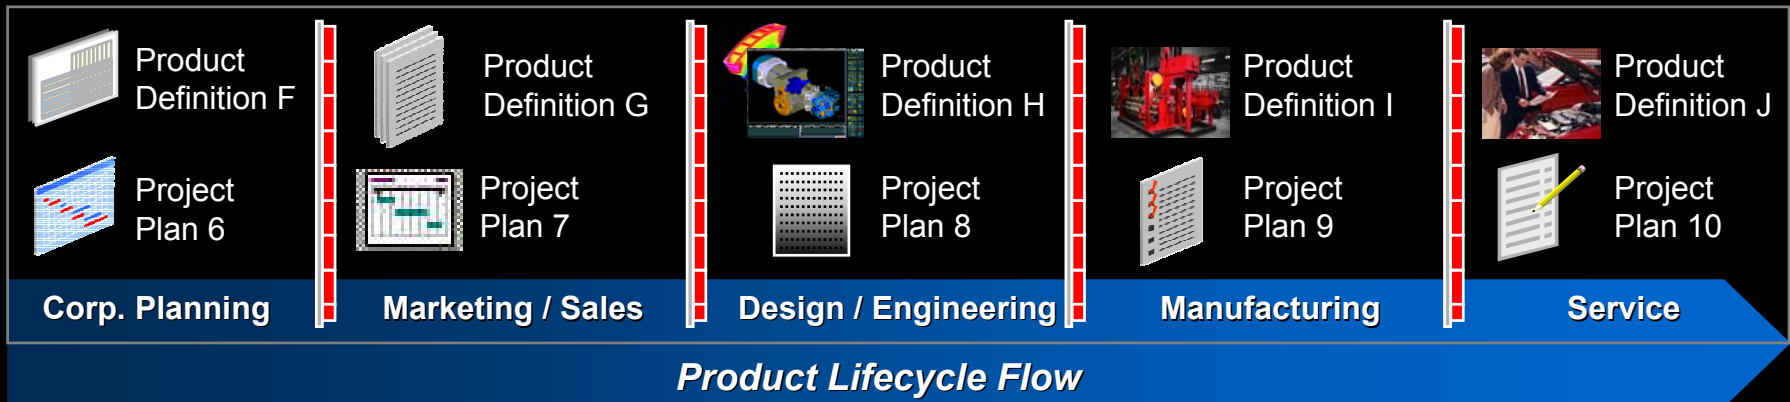 Product
Definition F
Project
Plan 6
Corp. Planning
Product
Definition G
Project
Plan 7
Marketing / Sales
Product
Definition H
Project
Plan 8
Design / Engineering
Product
Definition I
Project
Plan 9
Manufacturing
Product
Definition J
Project
Plan 10
Service
Product Lifecycle Flow